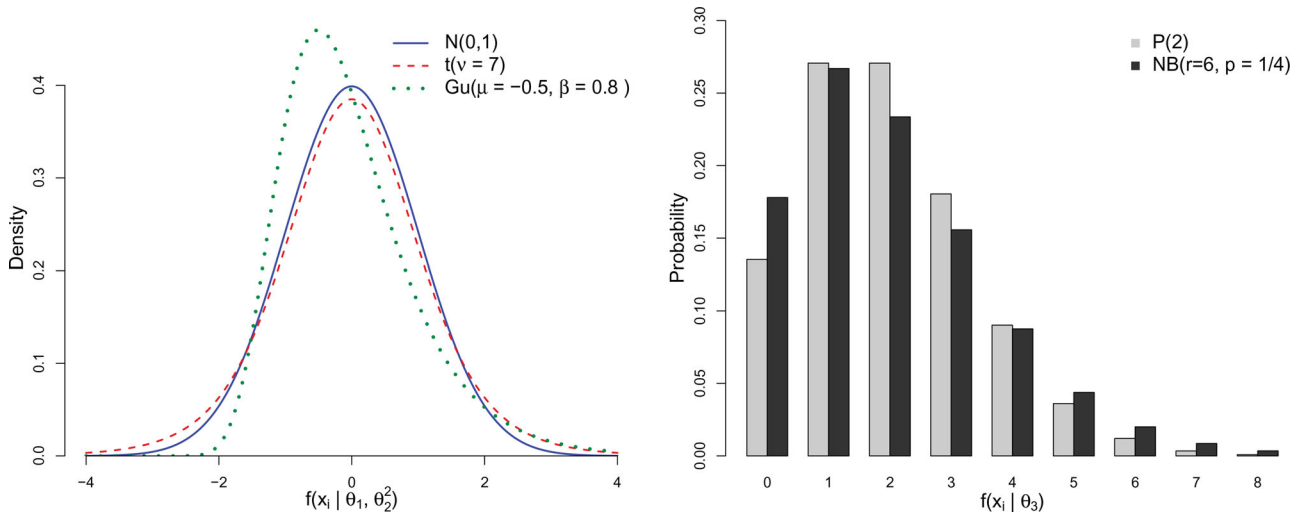 N(0,1)
t(ν = 7)
Gu(μ = −0.5, β = 0.8 )
Density
0.0
0.1
0.2
0.3
0.4
−4
−2
0
2
4
f(xᵢ | θ₁, θ₂²)
P(2)
NB(r=6, p = 1/4)
Probability
0.00
0.05
0.10
0.15
0.20
0.25
0.30
0
1
2
3
4
5
6
7
8
f(xᵢ | θ₃)